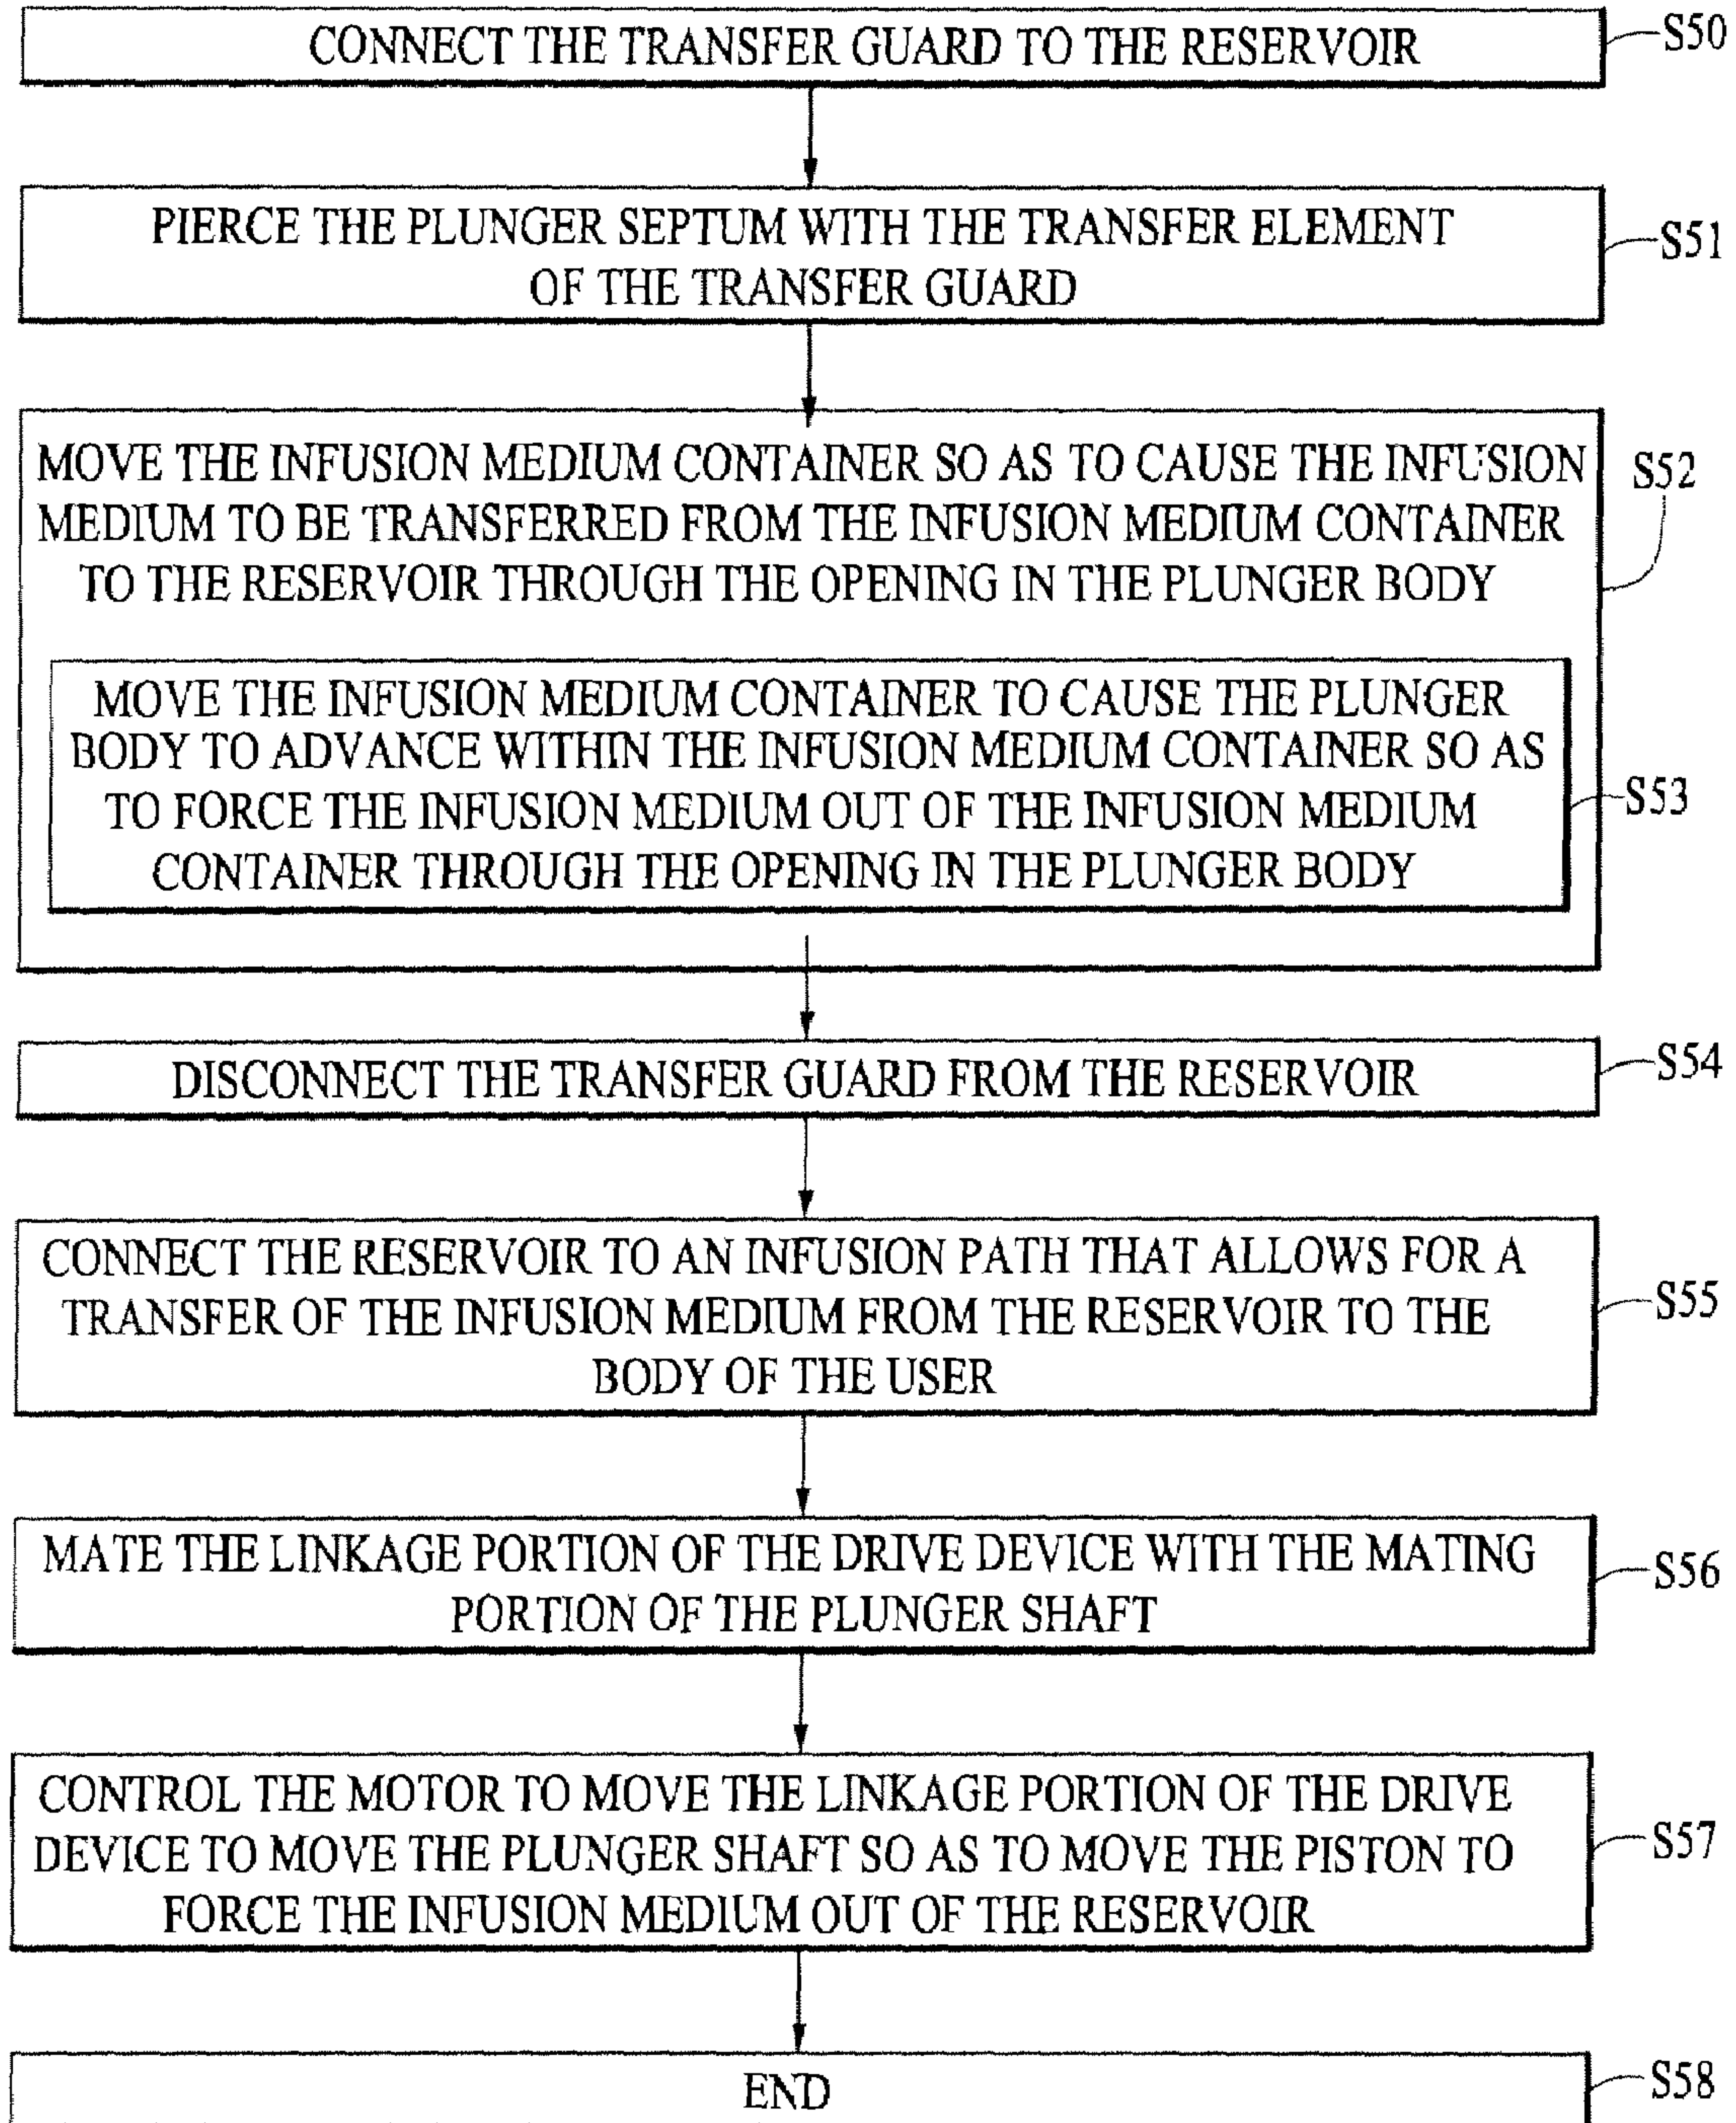 CONNECT THE TRANSFER GUARD TO THE RESERVOIR
S50
PIERCE THE PLUNGER SEPTUM WITH THE TRANSFER ELEMENT
OF THE TRANSFER GUARD
S51
MOVE THE INFUSION MEDIUM CONTAINER SO AS TO CAUSE THE INFUSION
MEDIUM TO BE TRANSFERRED FROM THE INFUSION MEDIUM CONTAINER
TO THE RESERVOIR THROUGH THE OPENING IN THE PLUNGER BODY
S52
MOVE THE INFUSION MEDIUM CONTAINER TO CAUSE THE PLUNGER
BODY TO ADVANCE WITHIN THE INFUSION MEDIUM CONTAINER SO AS
TO FORCE THE INFUSION MEDIUM OUT OF THE INFUSION MEDIUM
CONTAINER THROUGH THE OPENING IN THE PLUNGER BODY
S53
DISCONNECT THE TRANSFER GUARD FROM THE RESERVOIR
S54
CONNECT THE RESERVOIR TO AN INFUSION PATH THAT ALLOWS FOR A
TRANSFER OF THE INFUSION MEDIUM FROM THE RESERVOIR TO THE
BODY OF THE USER
S55
MATE THE LINKAGE PORTION OF THE DRIVE DEVICE WITH THE MATING
PORTION OF THE PLUNGER SHAFT
S56
CONTROL THE MOTOR TO MOVE THE LINKAGE PORTION OF THE DRIVE
DEVICE TO MOVE THE PLUNGER SHAFT SO AS TO MOVE THE PISTON TO
FORCE THE INFUSION MEDIUM OUT OF THE RESERVOIR
S57
END
S58